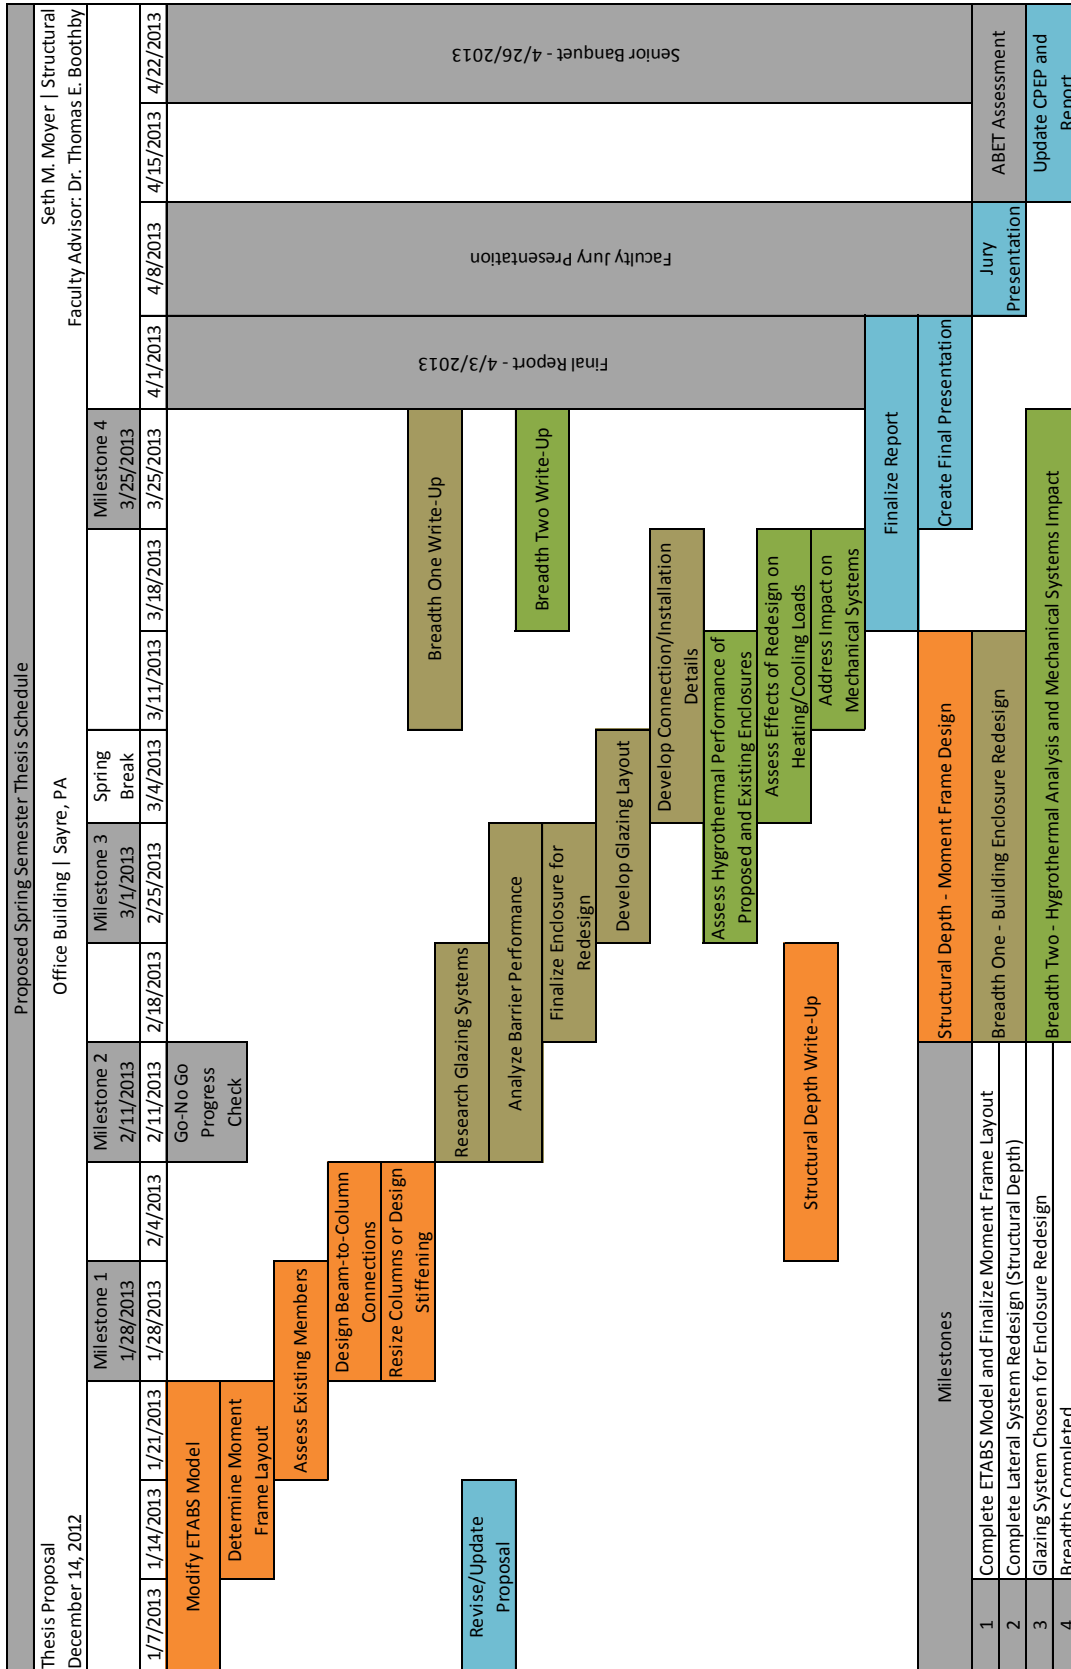 Proposed Spring Semester Thesis Schedule
Thesis Proposal
December 14, 2012
Office Building | Sayre, PA
Seth M. Moyer | Structural
Faculty Advisor: Dr. Thomas E. Boothby
Milestone 1
1/28/2013
Milestone 2
2/11/2013
Milestone 3
3/1/2013
Spring
Break
Milestone 4
3/25/2013
1/7/2013 1/14/2013 1/21/2013 1/28/2013 2/4/2013 2/11/2013 2/18/2013 2/25/2013 3/4/2013 3/11/2013 3/18/2013 3/25/2013 4/1/2013 4/8/2013 4/15/2013 4/22/2013
Modify ETABS Model
Go-No Go
Progress
Check
Determine Moment
Frame Layout
Assess Existing Members
Design Beam-to-Column
Connections
Resize Columns or Design
Stiffening
Breadth One Write-Up
Research Glazing Systems
Revise/Update
Proposal
Analyze Barrier Performance
Breadth Two Write-Up
Finalize Enclosure for
Redesign
Develop Glazing Layout
Develop Connection/Installation
Details
Assess Hygrothermal Performance of
Proposed and Existing Enclosures
Assess Effects of Redesign on
Heating/Cooling Loads
Structural Depth Write-Up
Address Impact on
Mechanical Systems
Final Report - 4/3/2013
Faculty Jury Presentation
Senior Banquet - 4/26/2013
Finalize Report
Create Final Presentation
Milestones
Structural Depth - Moment Frame Design
1 Complete ETABS Model and Finalize Moment Frame Layout
2 Complete Lateral System Redesign (Structural Depth)
Breadth One - Building Enclosure Redesign
Jury
Presentation
ABET Assessment
3 Glazing System Chosen for Enclosure Redesign
4 Breadths Completed
Breadth Two - Hygrothermal Analysis and Mechanical Systems Impact
Update CPEP and
Report